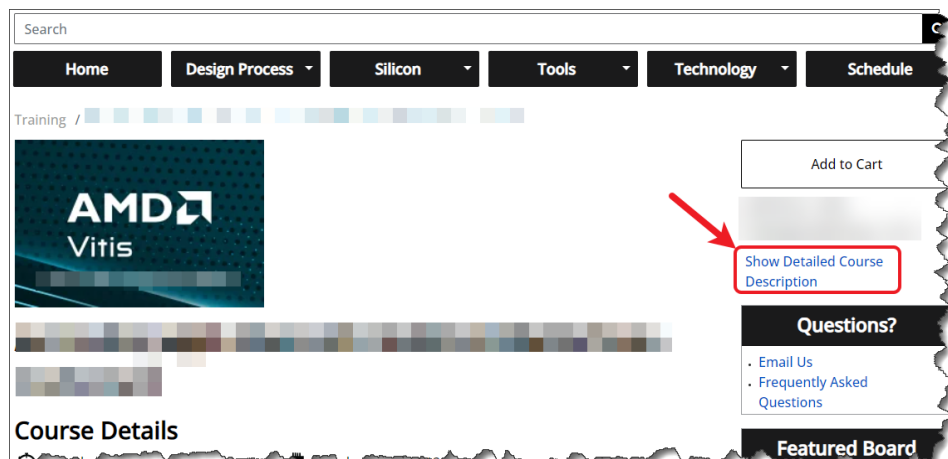 Search
Home Design Process Silicon Tools Technology Schedule
Training /
AMD
Vitis
Add to Cart
Show Detailed Course
Description
Questions?
Email Us
Frequently Asked
Questions
Course Details
Featured Board